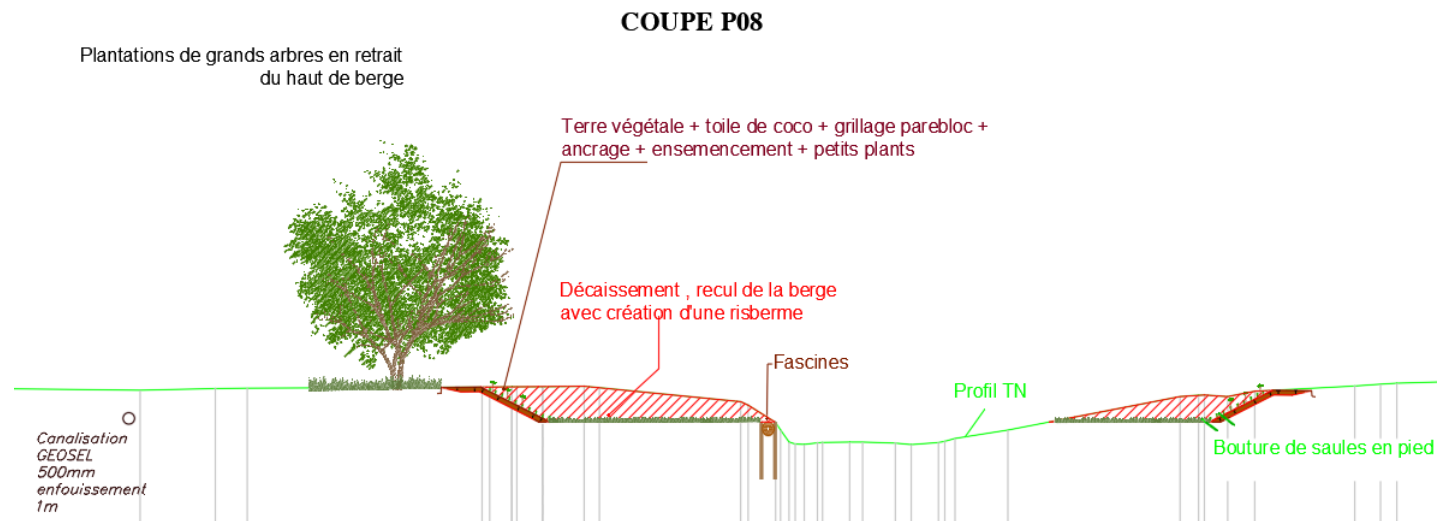 COUPE P08
Plantations de grands arbres en retrait
du haut de berge
Terre végétale + toile de coco + grillage parebloc +
ancrage + ensemencement + petits plants
Décaissement , recul de la berge
avec création d'une risberme
Fascines
Profil TN
Bouture de saules en pied
Canalisation
GEOSEL
500mm
enfouissement
1m